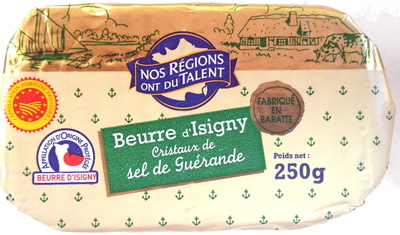 NOS RÉGIONS
ONT DU TALENT
FABRIQUÉ
EN
BARATTE
Beurre d'Isigny
Cristaux de
sel de Guérande
APPELLATION D'ORIGINE PROTÉGÉE
BEURRE D'ISIGNY
Poids net :
250g